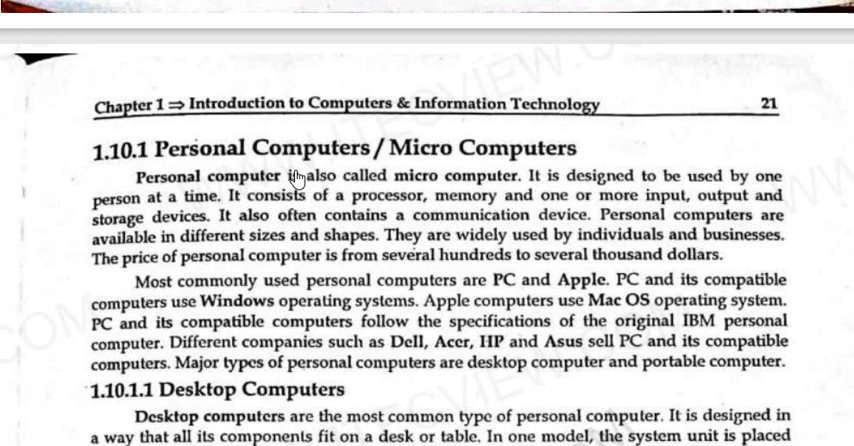 Chapter 1 ⇒ Introduction to Computers & Information Technology 21
1.10.1 Personal Computers / Micro Computers
Personal computer is also called micro computer. It is designed to be used by one
person at a time. It consists of a processor, memory and one or more input, output and
storage devices. It also often contains a communication device. Personal computers are
available in different sizes and shapes. They are widely used by individuals and businesses.
The price of personal computer is from several hundreds to several thousand dollars.
Most commonly used personal computers are PC and Apple. PC and its compatible
computers use Windows operating systems. Apple computers use Mac OS operating system.
PC and its compatible computers follow the specifications of the original IBM personal
computer. Different companies such as Dell, Acer, HP and Asus sell PC and its compatible
computers. Major types of personal computers are desktop computer and portable computer.
1.10.1.1 Desktop Computers
Desktop computers are the most common type of personal computer. It is designed in
a way that all its components fit on a desk or table. In one model, the system unit is placed